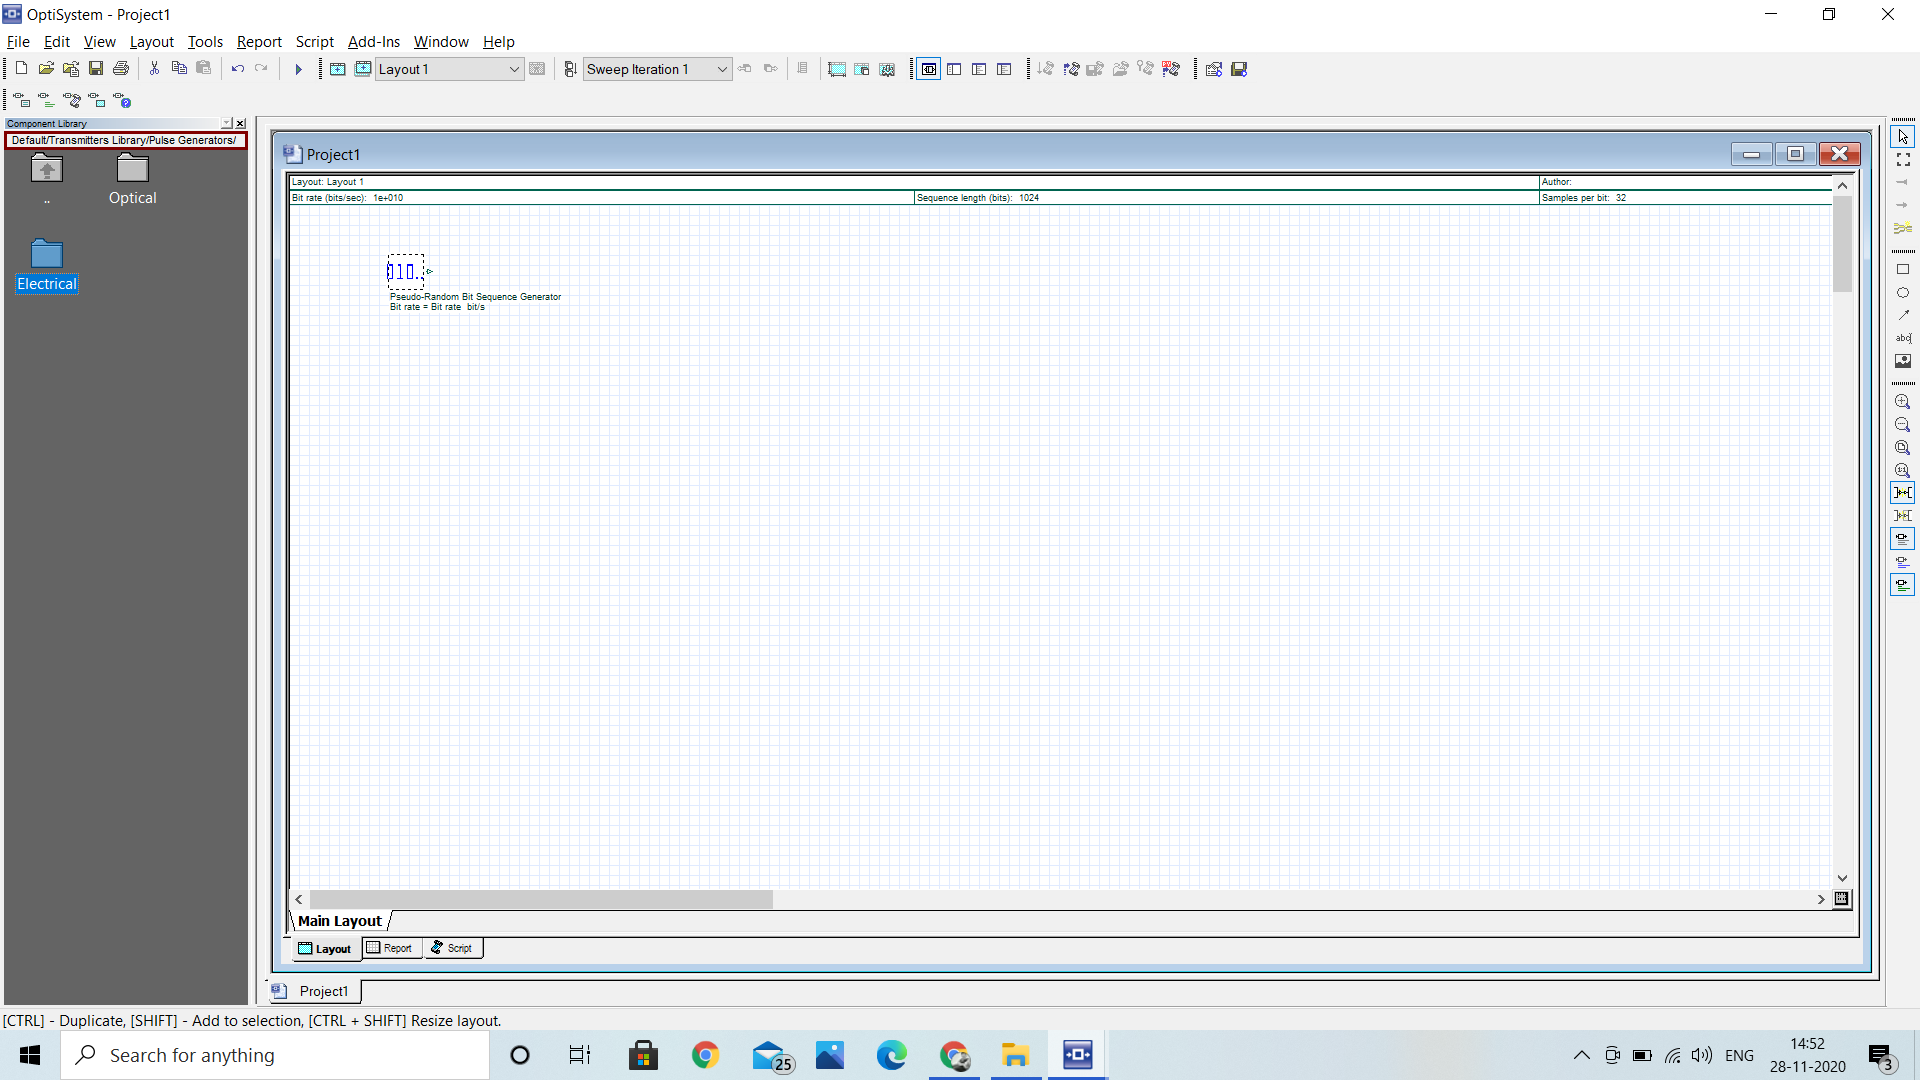 OptiSystem - Project1
File Edit View Layout Tools Report Script Add-Ins Window Help
Layout 1
Sweep Iteration 1
Component Library
Default/Transmitters Library/Pulse Generators/
..
Optical
Electrical
Project1
Layout: Layout 1
Author:
Bit rate (bits/sec): 1e+010
Sequence length (bits): 1024
Samples per bit: 32
Pseudo-Random Bit Sequence Generator
Bit rate = Bit rate bit/s
Main Layout
Layout
Report
Script
Project1
[CTRL] - Duplicate, [SHIFT] - Add to selection, [CTRL + SHIFT] Resize layout.
Search for anything
25
ENG
14:52
28-11-2020
3